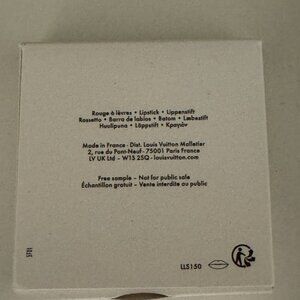 Rouge à lèvres • Lipstick • Lippenstift
Rossetto • Barra de labios • Batom • Læbestift
Huulipuna • Läppstift • Κραγιόν
Made in France - Dist. Louis Vuitton Malletier
2, rue du Pont-Neuf - 75001 Paris France
LV UK Ltd - W1S 2SQ - louisvuitton.com
Free sample - Not for public sale
Échantillon gratuit - Vente interdite au public
LLS150